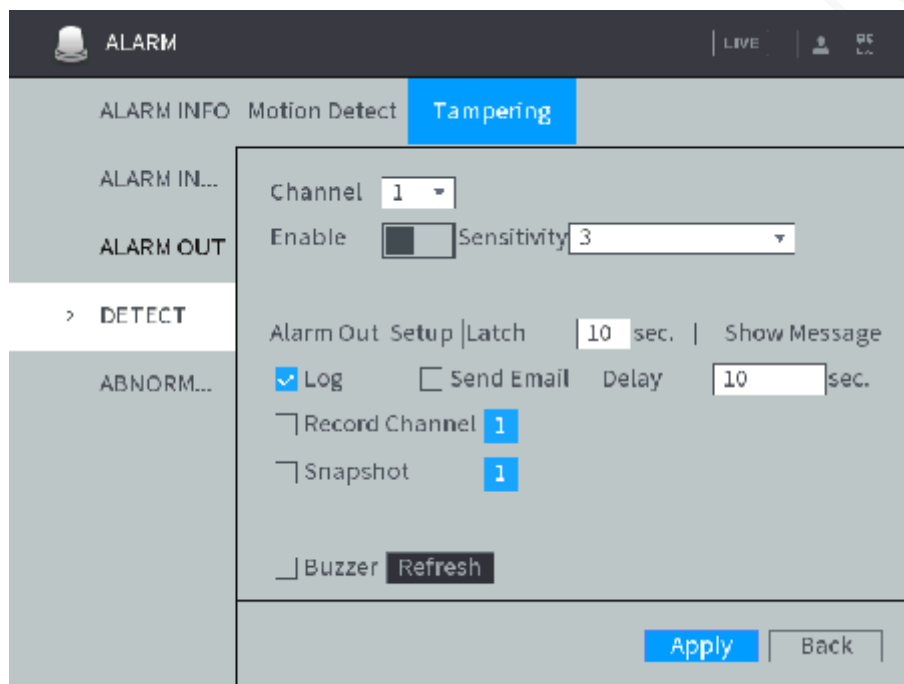 ALARM LIVE
ALARM INFO Motion Detect Tampering
ALARM IN...
Channel 1
ALARM OUT
Enable Sensitivity 3
DETECT
Alarm Out Setup |Latch 10 sec. | Show Message
ABNORM...
Log Send Email Delay 10 sec.
Record Channel 1
Snapshot 1
Buzzer Refresh
Apply Back